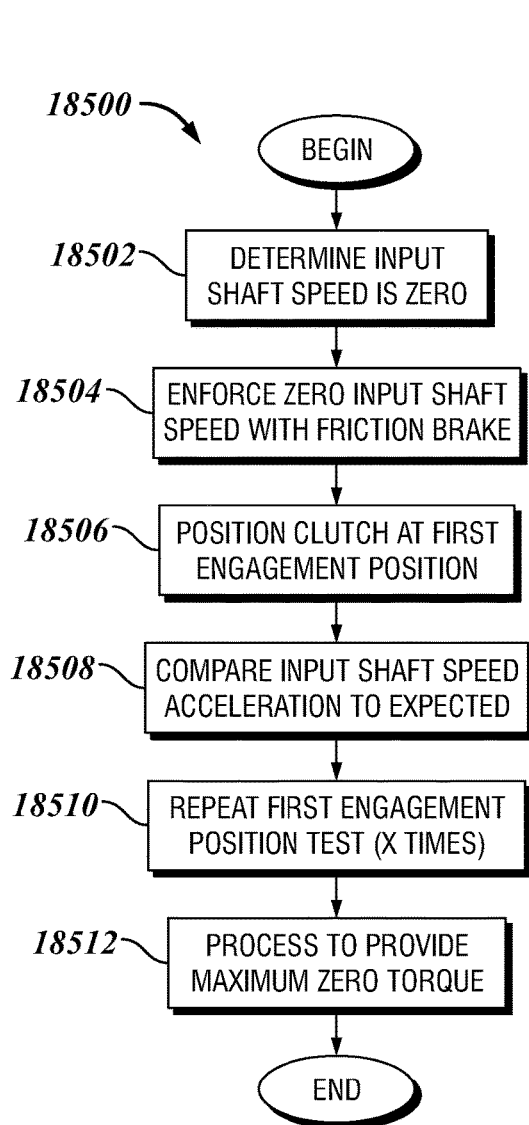 18500
BEGIN
18502
DETERMINE INPUT
SHAFT SPEED IS ZERO
18504
ENFORCE ZERO INPUT SHAFT
SPEED WITH FRICTION BRAKE
18506
POSITION CLUTCH AT FIRST
ENGAGEMENT POSITION
18508
COMPARE INPUT SHAFT SPEED
ACCELERATION TO EXPECTED
18510
REPEAT FIRST ENGAGEMENT
POSITION TEST (X TIMES)
18512
PROCESS TO PROVIDE
MAXIMUM ZERO TORQUE
END